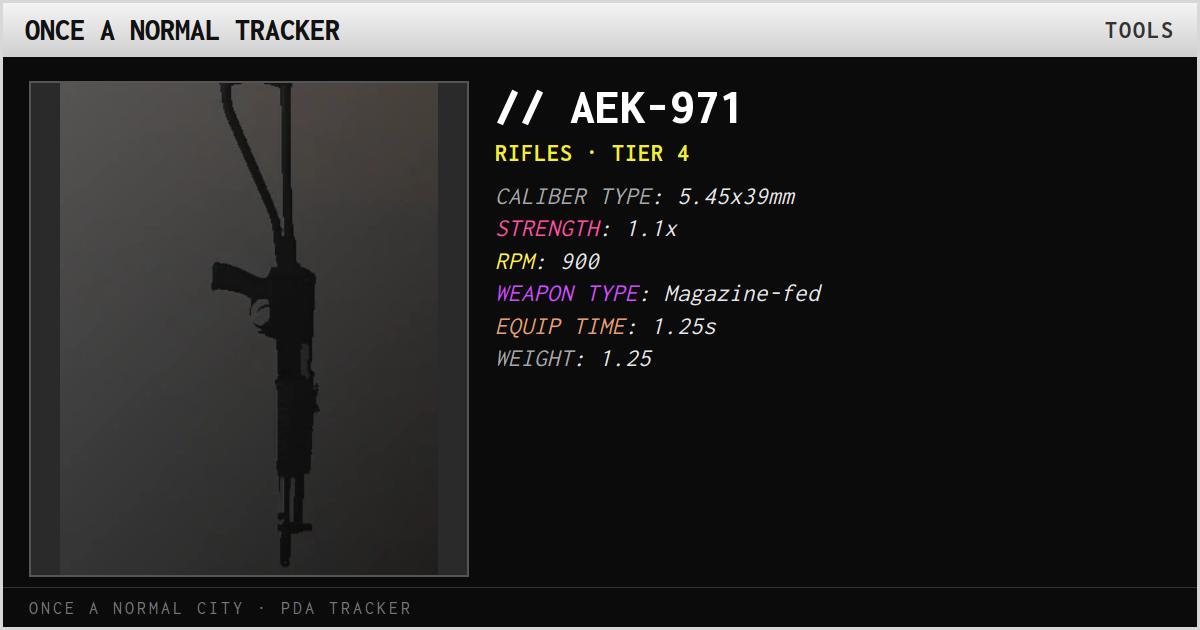 ONCE A NORMAL TRACKER
TOOLS
// AEK-971
RIFLES · TIER 4
CALIBER TYPE: 5.45x39mm
STRENGTH: 1.1x
RPM: 900
WEAPON TYPE: Magazine-fed
EQUIP TIME: 1.25s
WEIGHT: 1.25
ONCE A NORMAL CITY · PDA TRACKER